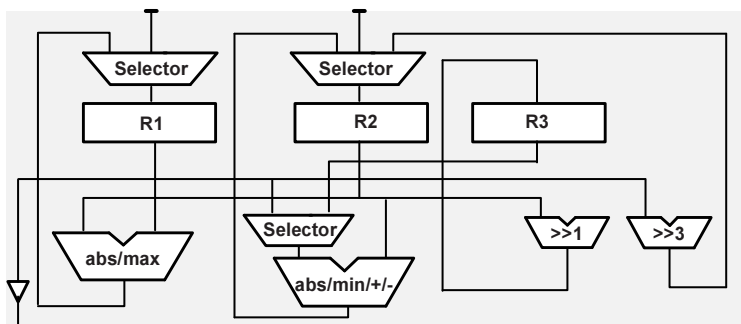 Selector
Selector
R1
R2
R3
Selector
>>1
>>3
abs/max
abs/min/+/-